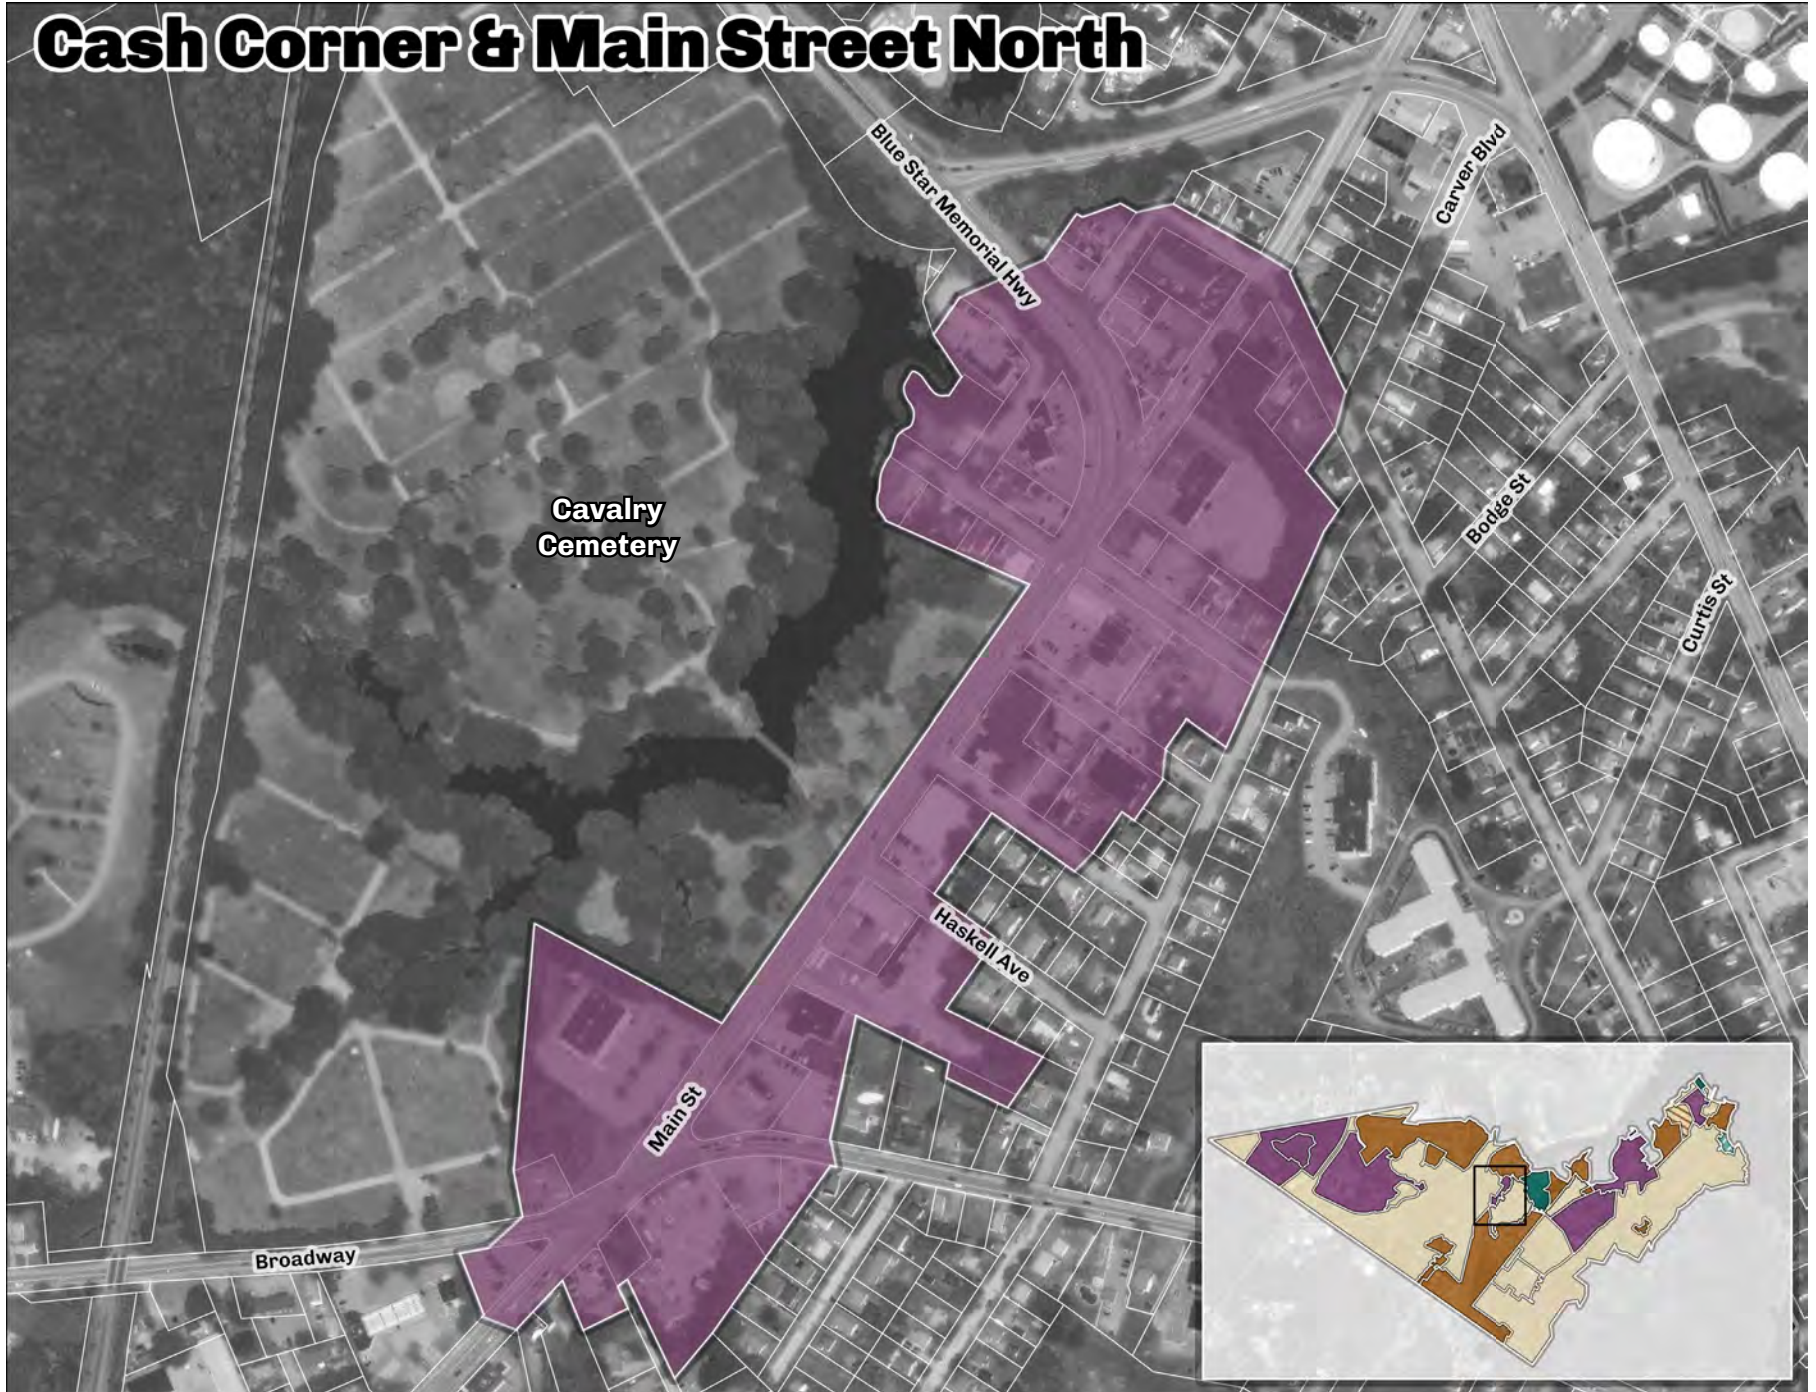 Cash Corner & Main Street North
Blue Star Memorial Hwy
Carver Blvd
Cavalry
Cemetery
Bodge St
Curtis St
Haskell Ave
Main St
Broadway